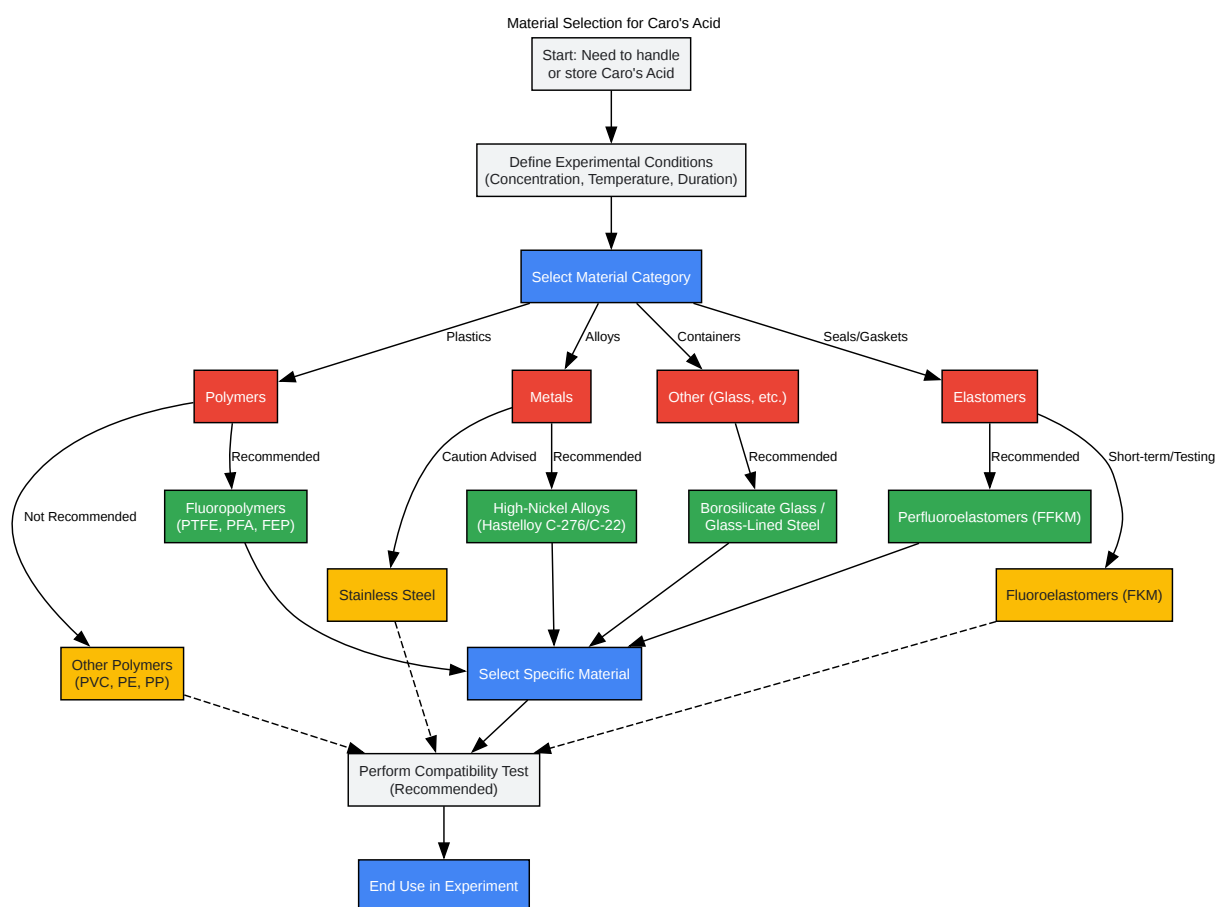 Material Selection for Caro's Acid
Start: Need to handle
or store Caro's Acid
Define Experimental Conditions
(Concentration, Temperature, Duration)
Select Material Category
Plastics
Alloys
Containers
Seals/Gaskets
Polymers
Metals
Other (Glass, etc.)
Elastomers
Recommended
Caution Advised
Recommended
Recommended
Recommended
Short-term/Testing
Not Recommended
Fluoropolymers
(PTFE, PFA, FEP)
High-Nickel Alloys
(Hastelloy C-276/C-22)
Borosilicate Glass /
Glass-Lined Steel
Perfluoroelastomers (FFKM)
Stainless Steel
Fluoroelastomers (FKM)
Other Polymers
(PVC, PE, PP)
Select Specific Material
Perform Compatibility Test
(Recommended)
End Use in Experiment